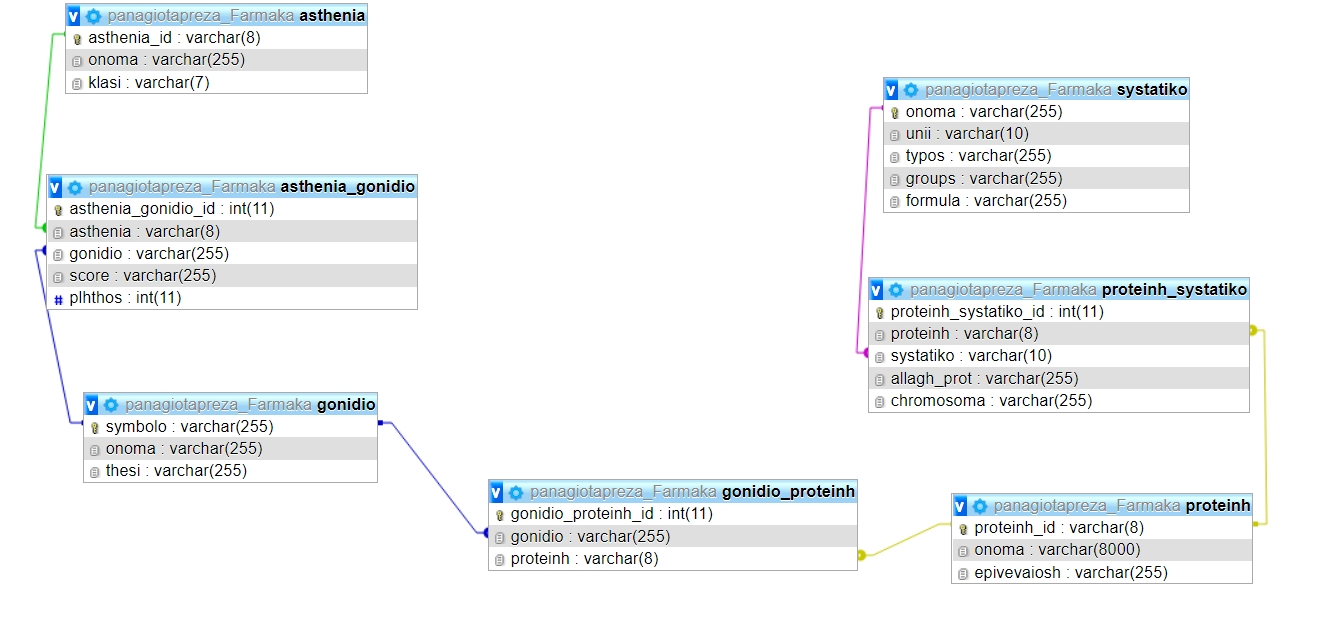 panagiotapreza_Farmaka asthenia
asthenia_id : varchar(8)
onoma : varchar(255)
klasi : varchar(7)
panagiotapreza_Farmaka systatiko
onoma : varchar(255)
unii : varchar(10)
typos : varchar(255)
groups : varchar(255)
formula : varchar(255)
panagiotapreza_Farmaka asthenia_gonidio
asthenia_gonidio_id : int(11)
asthenia : varchar(8)
gonidio : varchar(255)
score : varchar(255)
# plhthos : int(11)
panagiotapreza_Farmaka proteinh_systatiko
proteinh_systatiko_id : int(11)
proteinh : varchar(8)
systatiko : varchar(10)
allagh_prot : varchar(255)
chromosoma : varchar(255)
panagiotapreza_Farmaka gonidio
symbolo : varchar(255)
onoma : varchar(255)
thesi : varchar(255)
panagiotapreza_Farmaka gonidio_proteinh
gonidio_proteinh_id : int(11)
gonidio : varchar(255)
proteinh : varchar(8)
panagiotapreza_Farmaka proteinh
proteinh_id : varchar(8)
onoma : varchar(8000)
epivevaiosh : varchar(255)